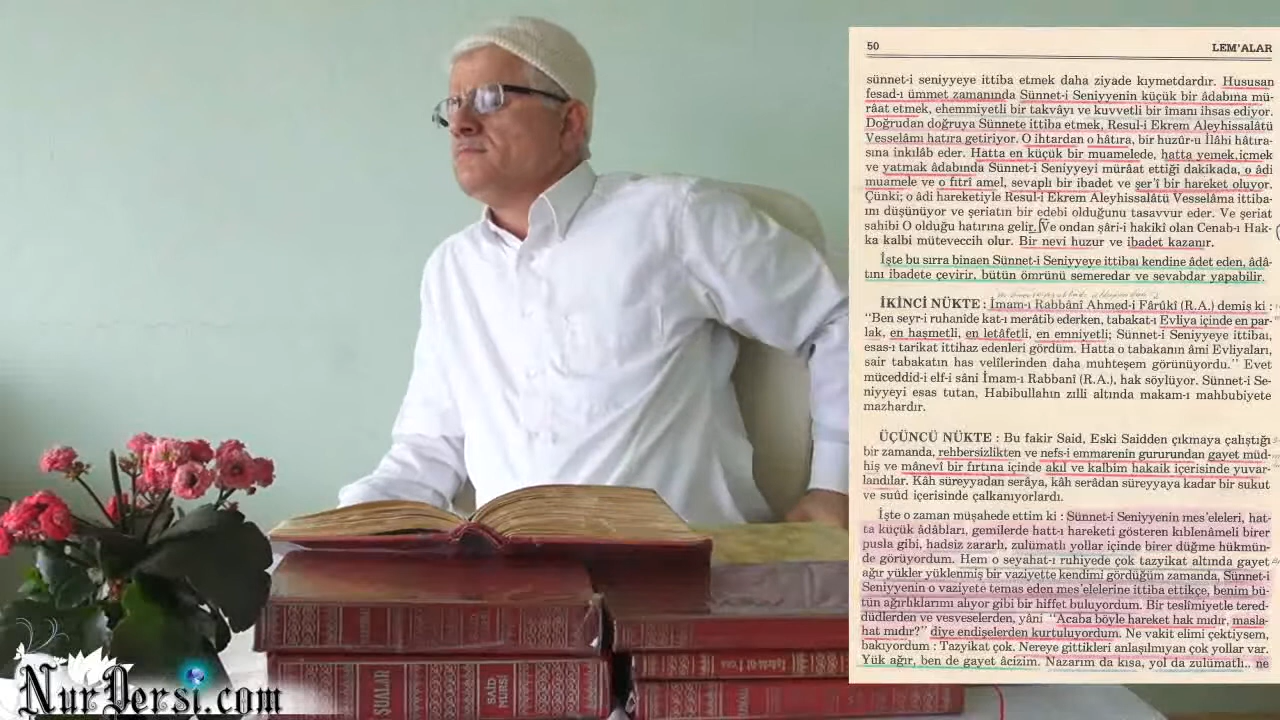 50 LEM'ALAR
sünnet-i seniyyeye ittiba etmek daha ziyade kıymetdardır. Hususan
fesad-ı ümmet zamanında Sünnet-i Seniyyenin küçük bir âdabına mü-
râat etmek, ehemmiyetli bir takvâyı ve kuvvetli bir îmanı ihsas ediyor.
Doğrudan doğruya Sünnete ittiba etmek, Resul-i Ekrem Aleyhissalâtü
Vesselâmı hatıra getiriyor. O ihtardan o hâtıra, bir huzûr-u İlâhi hâtıra-
sına inkılâb eder. Hatta en küçük bir muamelede, hatta yemek,içmek
ve yatmak âdabında Sünnet-i Seniyyeyi mürâat ettiği dakikada, o âdi
muamele ve o fıtrî amel, sevaplı bir ibadet ve şer'î bir hareket oluyor.
Çünki; o âdi hareketiyle Resul-i Ekrem Aleyhissalâtü Vesselâma ittiba-
ını düşünüyor ve şeriatın bir edebi olduğunu tasavvur eder. Ve şeriat
sahibi O olduğu hatırına gelir. Ve ondan şâri-i hakikî olan Cenab-ı Hak-
ka kalbi müteveccih olur. Bir nevi huzur ve ibadet kazanır.
İşte bu sırra binaen Sünnet-i Seniyyeye ittibaı kendine âdet eden, âdâ-
tını ibadete çevirir, bütün ömrünü semeredar ve sevabdar yapabilir.
İKİNCİ NÜKTE : İmam-ı Rabbânî Ahmed-i Fârukî (R.A.) demiş ki :
"Ben seyr-i ruhanîde kat-ı merâtib ederken, tabakat-ı Evliya içinde en par-
lak, en haşmetli, en letâfetli, en emniyetli; Sünnet-i Seniyyeye ittibaı,
esas-ı tarikat ittihaz edenleri gördüm. Hatta o tabakanın âmi Evliyaları,
sair tabakatın has velîlerinden daha muhteşem görünüyordu." Evet
müceddid-i elf-i sâni İmam-ı Rabbanî (R.A.), hak söylüyor. Sünnet-i Se-
niyyeyi esas tutan, Habibullahın zılli altında makam-ı mahbubiyete
mazhardır.
ÜÇÜNCÜ NÜKTE : Bu fakir Said, Eski Saidden çıkmaya çalıştığı
bir zamanda, rehbersizlikten ve nefs-i emmarenin gururundan gayet müd-
hiş ve mânevî bir fırtına içinde akıl ve kalbim hakaik içerisinde yuvar-
landılar. Kâh süreyyadan serâya, kâh serâdan süreyyaya kadar bir sukut
ve suûd içerisinde çalkanıyorlardı.
İşte o zaman müşahede ettim ki : Sünnet-i Seniyyenin mes'eleleri, hat-
ta küçük âdâbları, gemilerde hatt-ı hareketi gösteren kıblenâmeli birer
pusla gibi, hadsiz zararlı, zulümatlı yollar içinde birer düğme hükmün-
de görüyordum. Hem o seyahat-ı ruhiyede çok tazyikat altında gayet
ağır yükler yüklenmiş bir vaziyette kendimi gördüğüm zamanda, Sünnet-i
Seniyyenin o vaziyete temas eden mes'elelerine ittiba ettikçe, benim bü-
tün ağırlıklarımı alıyor gibi bir hiffet buluyordum. Bir teslimiyetle tered-
düdlerden ve vesveselerden, yâni "Acaba böyle hareket hak mıdır, masla-
hat mıdır?" diye endişelerden kurtuluyordum. Ne vakit elimi çektiysem,
bakıyordum : Tazyikat çok. Nereye gittikleri anlaşılmıyan çok yollar var.
Yük ağır, ben de gayet âcizim. Nazarım da kısa, yol da zulümatlı.. ne
ŞUALAR
SAİD
NURSİ
NurDersi.com